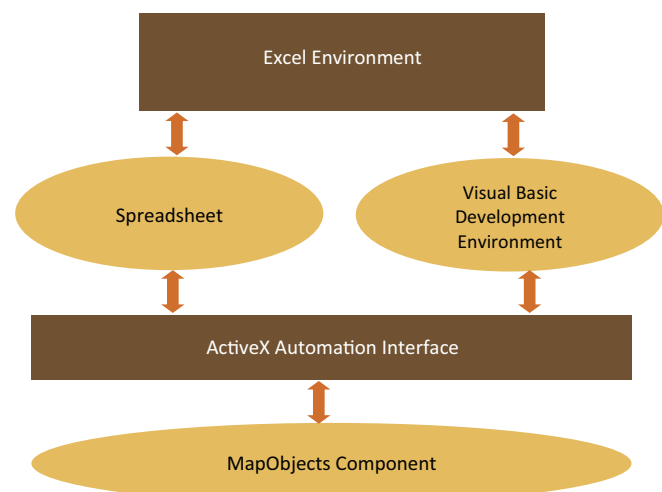 Excel Environment
Spreadsheet
Visual Basic
Development
Environment
ActiveX Automation Interface
MapObjects Component